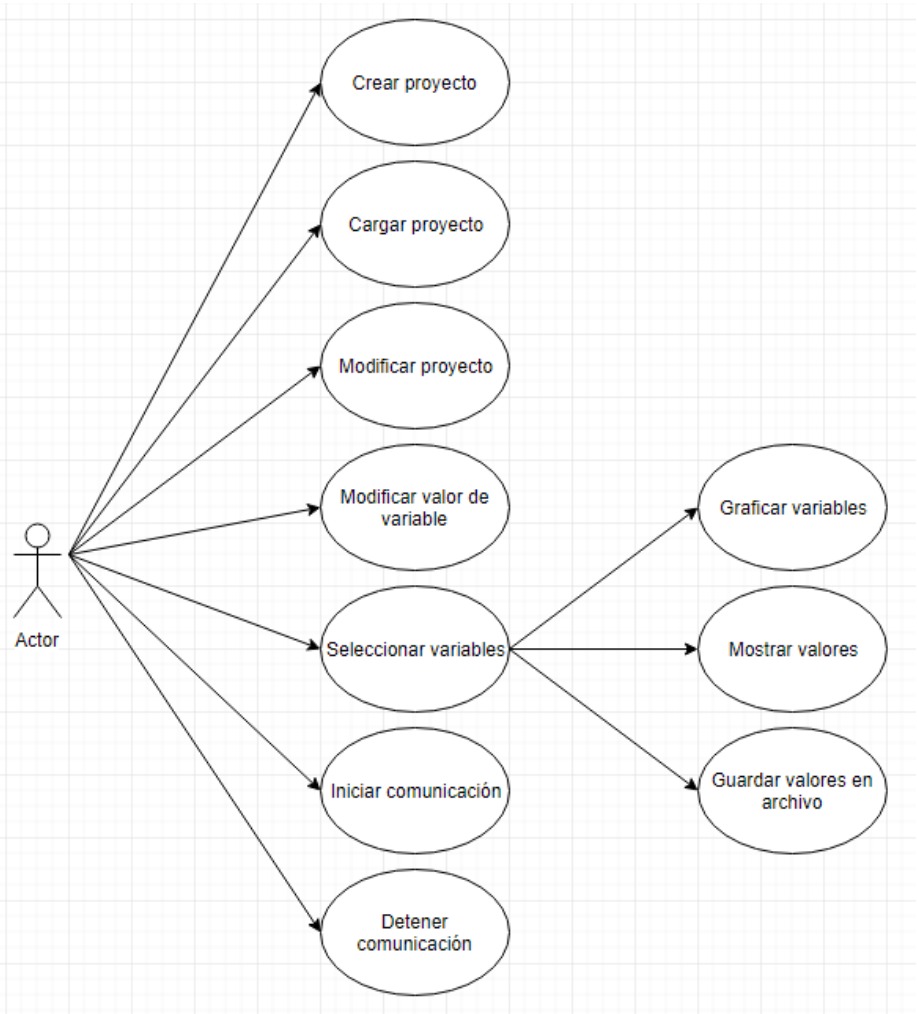 Crear proyecto
Cargar proyecto
Modificar proyecto
Modificar valor de
variable
Graficar variables
Actor
Seleccionar variables
Mostrar valores
Iniciar comunicación
Guardar valores en
archivo
Detener
comunicación